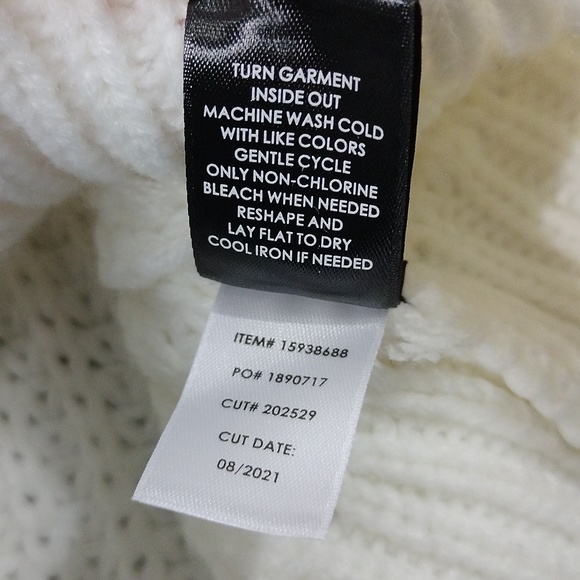 TURN GARMENT
INSIDE OUT
MACHINE WASH COLD
WITH LIKE COLORS
GENTLE CYCLE
ONLY NON-CHLORINE
BLEACH WHEN NEEDED
RESHAPE AND
LAY FLAT TO DRY
COOL IRON IF NEEDED
ITEM# 15938688
PO# 1890717
CUT# 202529
CUT DATE:
08/2021